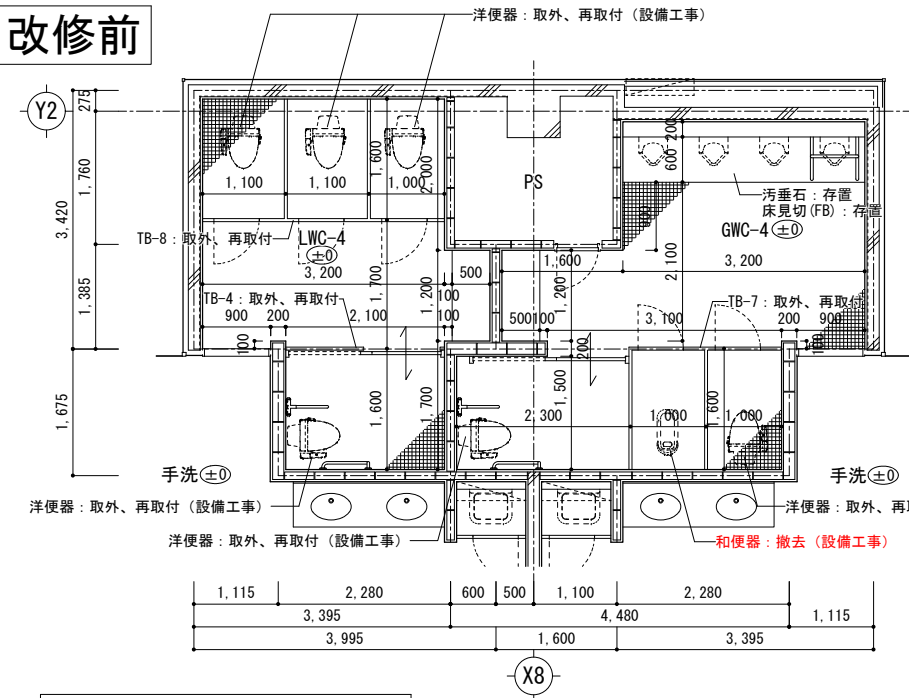 改修前
洋便器：取外、再取付（設備工事）
Y2
275
1,760
3,420
1,385
1,675
1,100
1,100
1,000
1,600
2,000
PS
200
600
汚垂石：存置
床見切(FB)：存置
GWC-4 ±0
TB-8：取外、再取付
LWC-4
±0
3,200
500
1,600
2,100
3,200
1,700
1,200
100
1,200
TB-4：取外、再取付
TB-7：取外、再取付
900
200
2,100
100
500
100
3,100
200
900
100
200
100
1,600
1,700
1,500
2,300
1,000
1,600
1,000
手洗 ±0
手洗 ±0
洋便器：取外、再取付（設備工事）
洋便器：取外、再
洋便器：取外、再取付（設備工事）
和便器：撤去（設備工事）
1,115
2,280
600
500
1,100
2,280
3,395
4,480
1,115
3,995
1,600
3,395
X8